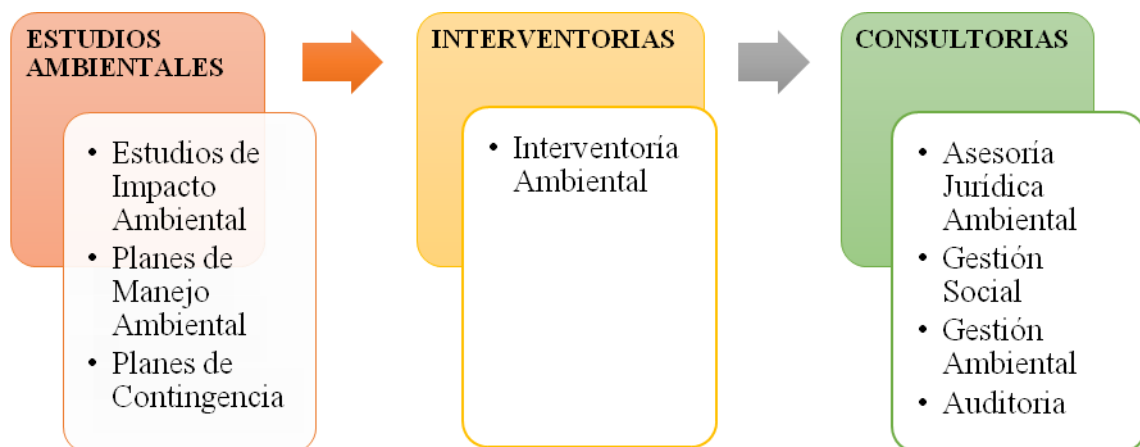 ESTUDIOS
AMBIENTALES
• Estudios de
Impacto
Ambiental
• Planes de
Manejo
Ambiental
• Planes de
Contingencia
INTERVENTORIAS
• Interventoría
Ambiental
CONSULTORIAS
• Asesoría
Jurídica
Ambiental
• Gestión
Social
• Gestión
Ambiental
• Auditoria